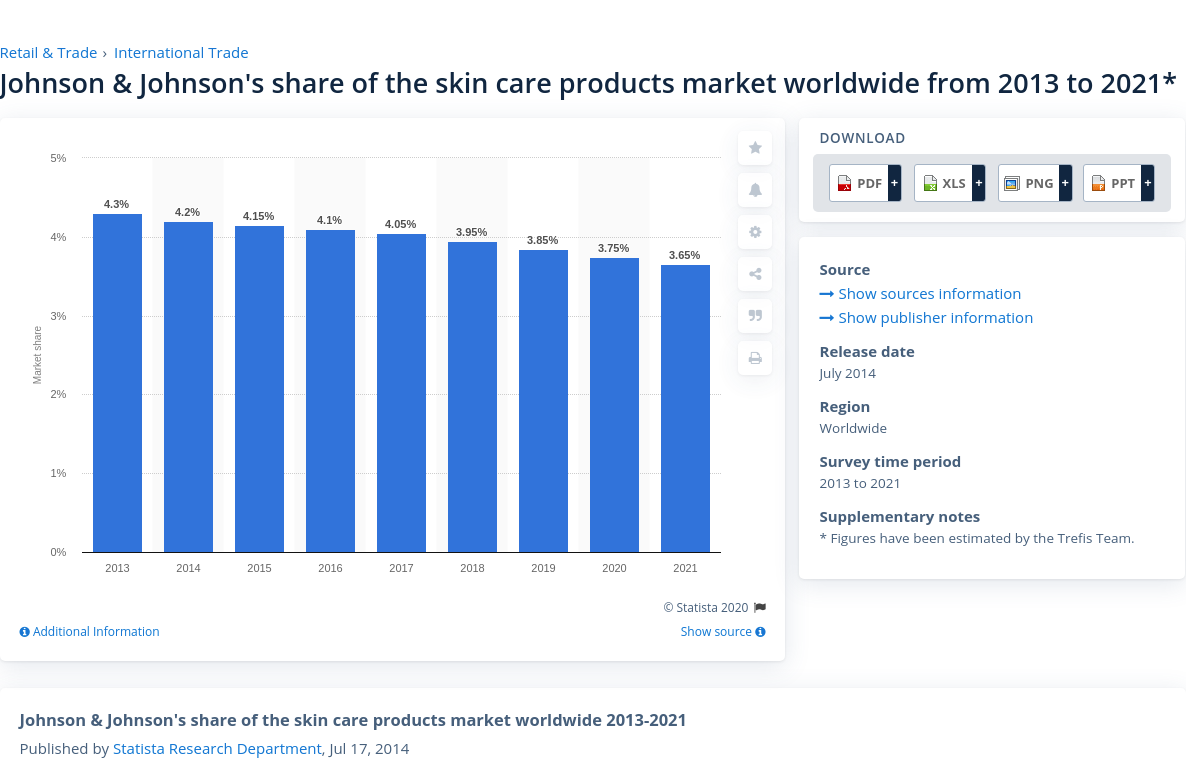 Retail & Trade › International Trade
Johnson & Johnson's share of the skin care products market worldwide from 2013 to 2021*
5%
4%
3%
2%
1%
0%
Market share
4.3%
4.2%
4.15%
4.1%
4.05%
3.95%
3.85%
3.75%
3.65%
2013 2014 2015 2016 2017 2018 2019 2020 2021
© Statista 2020
Additional Information
Show source
DOWNLOAD
PDF + XLS + PNG + PPT +
Source
Show sources information
Show publisher information
Release date
July 2014
Region
Worldwide
Survey time period
2013 to 2021
Supplementary notes
* Figures have been estimated by the Trefis Team.
Johnson & Johnson's share of the skin care products market worldwide 2013-2021
Published by Statista Research Department, Jul 17, 2014